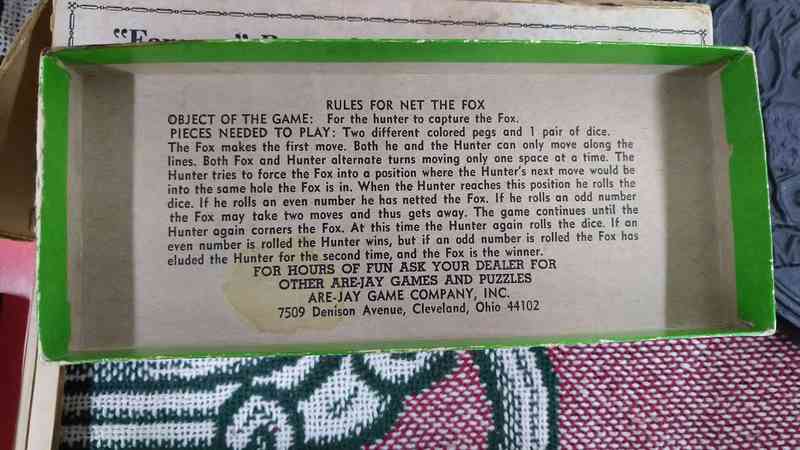 RULES FOR NET THE FOX
OBJECT OF THE GAME: For the hunter to capture the Fox.
PIECES NEEDED TO PLAY: Two different colored pegs and 1 pair of dice.
The Fox makes the first move. Both he and the Hunter can only move along the
lines. Both Fox and Hunter alternate turns moving only one space at a time. The
Hunter tries to force the Fox into a position where the Hunter's next move would be
into the same hole the Fox is in. When the Hunter reaches this position he rolls the
dice. If he rolls an even number he has netted the Fox. If he rolls an odd number
the Fox may take two moves and thus gets away. The game continues until the
Hunter again corners the Fox. At this time the Hunter again rolls the dice. If an
even number is rolled the Hunter wins, but if an odd number is rolled the Fox has
eluded the Hunter for the second time, and the Fox is the winner.
FOR HOURS OF FUN ASK YOUR DEALER FOR
OTHER ARE-JAY GAMES AND PUZZLES
ARE-JAY GAME COMPANY, INC.
7509 Denison Avenue, Cleveland, Ohio 44102